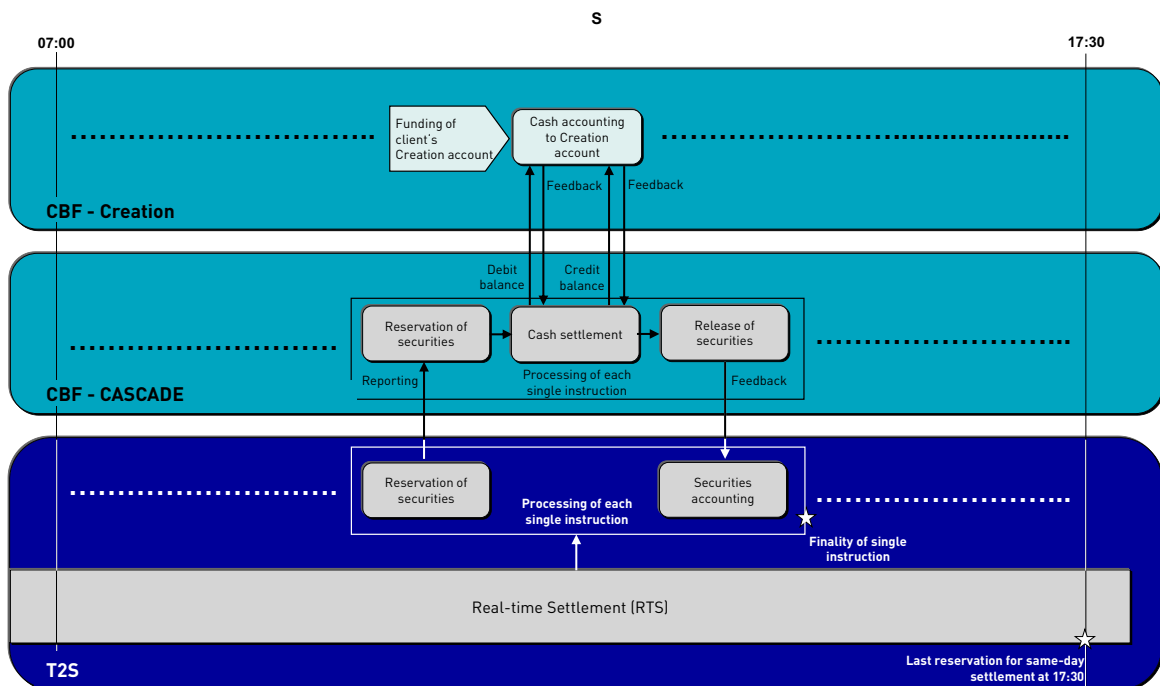 S
07:00
17:30
Funding of
client's
Creation account
Cash accounting
to Creation
account
Feedback
Feedback
CBF - Creation
Debit
balance
Credit
balance
Reservation of
securities
Cash settlement
Release of
securities
Reporting
Processing of each
single instruction
Feedback
CBF - CASCADE
Reservation of
securities
Securities
accounting
Processing of each
single instruction
Finality of single
instruction
Real-time Settlement (RTS)
T2S
Last reservation for same-day
settlement at 17:30